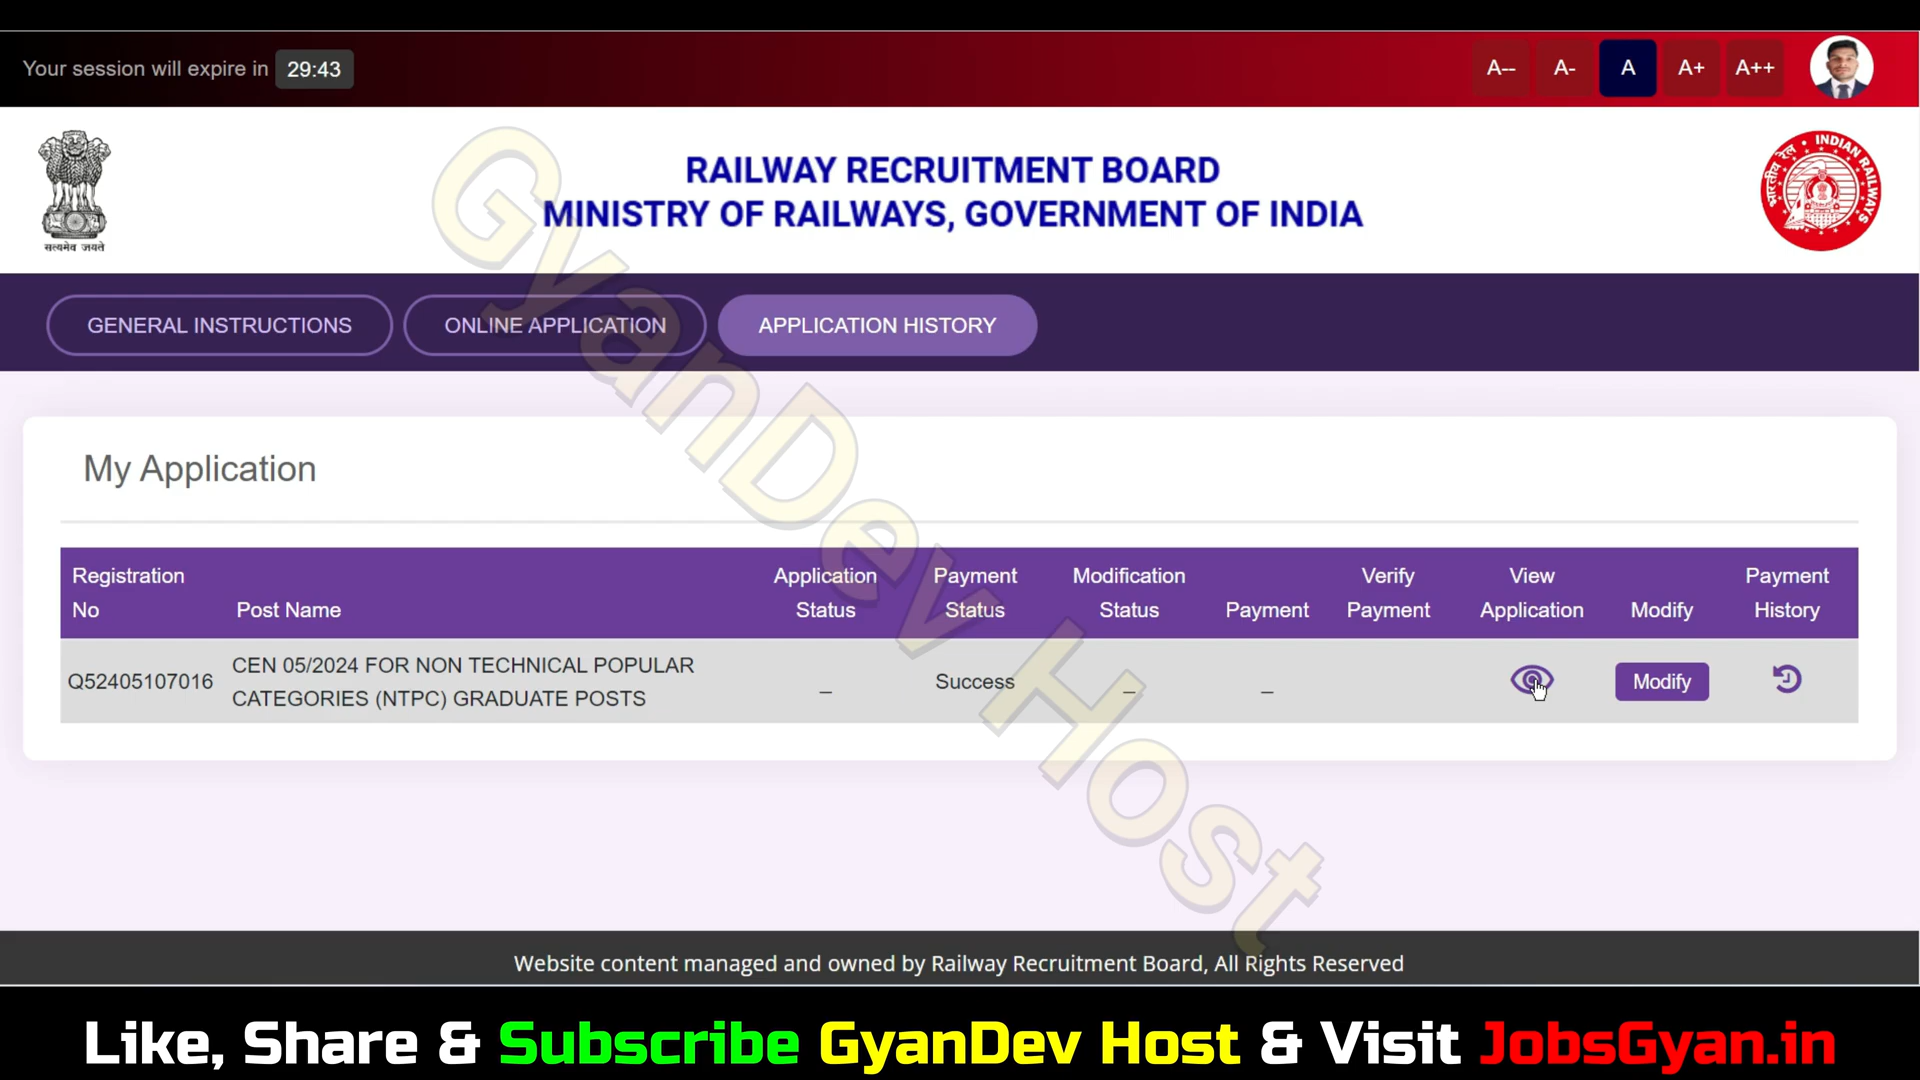 Your session will expire in 29:43
A-- A- A A+ A++
सत्यमेव जयते
RAILWAY RECRUITMENT BOARD
MINISTRY OF RAILWAYS, GOVERNMENT OF INDIA
भारतीय रेल • INDIAN RAILWAYS
GENERAL INSTRUCTIONS ONLINE APPLICATION APPLICATION HISTORY
GyanDev Host
My Application
Registration No
Post Name
Application Status
Payment Status
Modification Status
Payment
Verify Payment
View Application
Modify
Payment History
Q52405107016
CEN 05/2024 FOR NON TECHNICAL POPULAR
CATEGORIES (NTPC) GRADUATE POSTS
_
Success
_
_
Modify
Website content managed and owned by Railway Recruitment Board, All Rights Reserved
Like, Share & Subscribe GyanDev Host & Visit JobsGyan.in